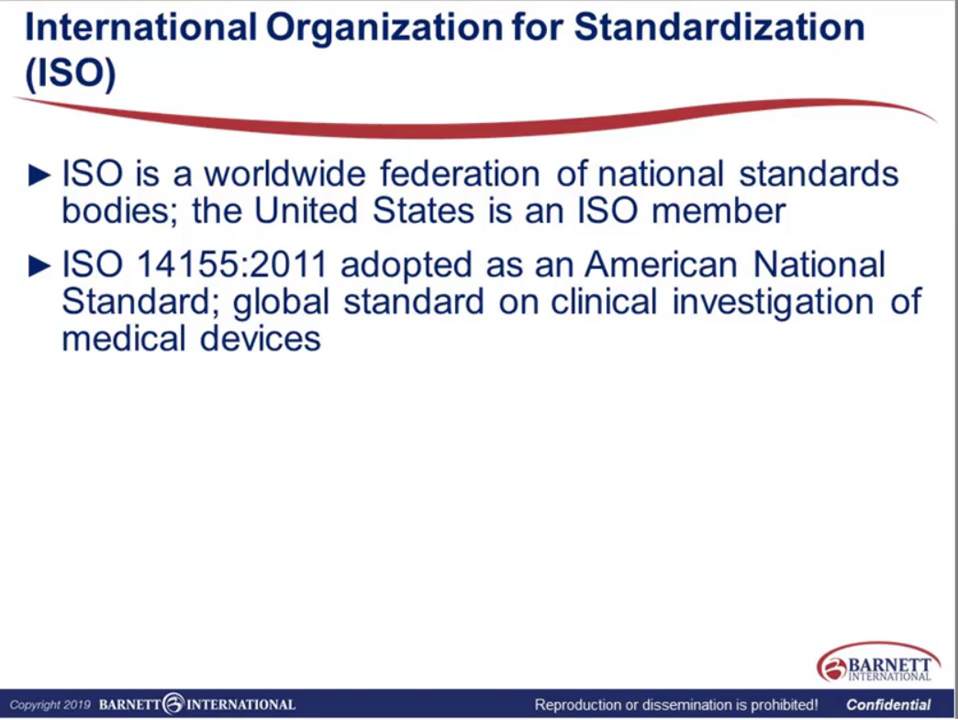 International Organization for Standardization
(ISO)
► ISO is a worldwide federation of national standards
bodies; the United States is an ISO member
► ISO 14155:2011 adopted as an American National
Standard; global standard on clinical investigation of
medical devices
BARNETT
INTERNATIONAL
Copyright 2019 BARNETT INTERNATIONAL Reproduction or dissemination is prohibited! Confidential